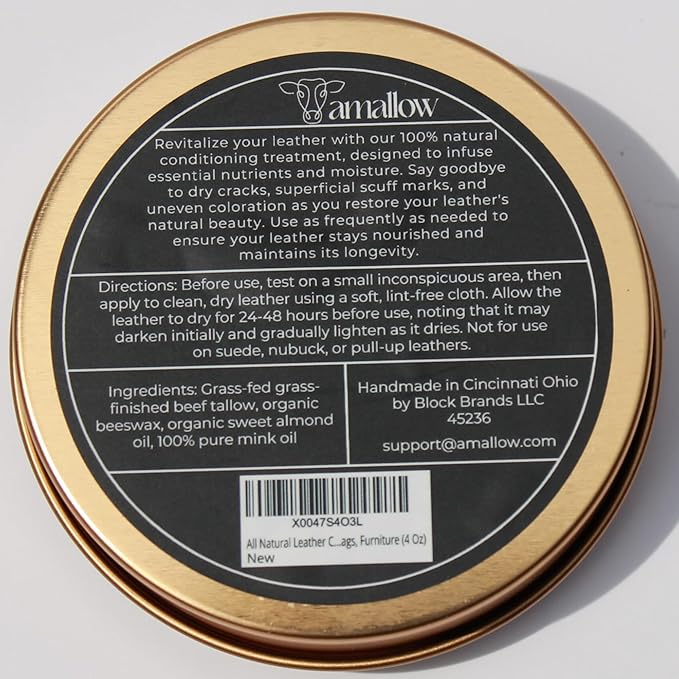 amallow
Revitalize your leather with our 100% natural
conditioning treatment, designed to infuse
essential nutrients and moisture. Say goodbye
to dry cracks, superficial scuff marks, and
uneven coloration as you restore your leather's
natural beauty. Use as frequently as needed to
ensure your leather stays nourished and
maintains its longevity.
Directions: Before use, test on a small inconspicuous area, then
apply to clean, dry leather using a soft, lint-free cloth. Allow the
leather to dry for 24-48 hours before use, noting that it may
darken initially and gradually lighten as it dries. Not for use
on suede, nubuck, or pull-up leathers.
Ingredients: Grass-fed grass-
finished beef tallow, organic
beeswax, organic sweet almond
oil, 100% pure mink oil
Handmade in Cincinnati Ohio
by Block Brands LLC
45236
support@amallow.com
X0047S4O3L
All Natural Leather C...ags, Furniture (4 Oz)
New